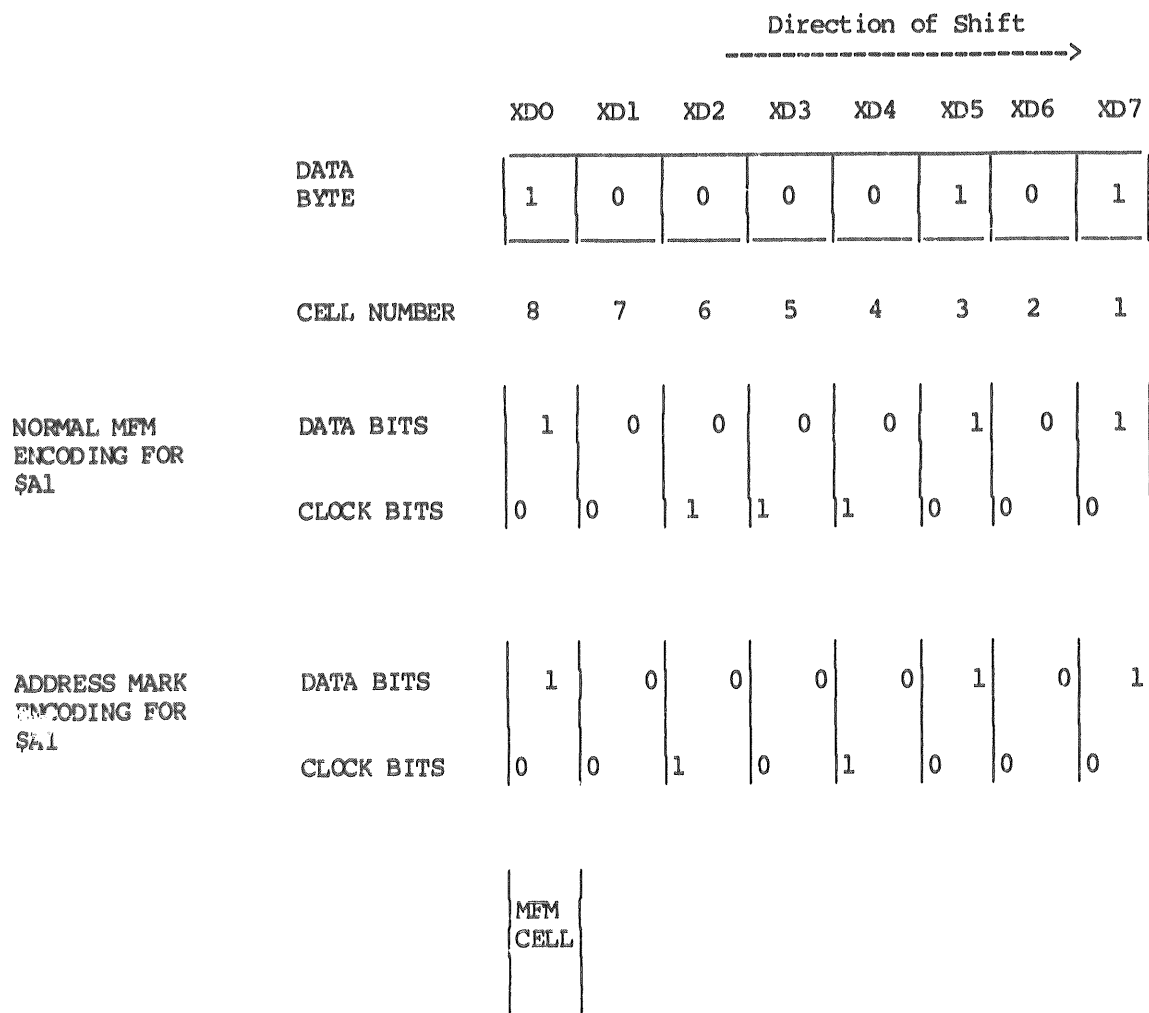 Direction of Shift
XD0 XD1 XD2 XD3 XD4 XD5 XD6 XD7
DATA
BYTE 1 0 0 0 0 1 0 1
CELL NUMBER 8 7 6 5 4 3 2 1
NORMAL MFM
ENCODING FOR
$A1
DATA BITS 1 0 0 0 0 1 0 1
CLOCK BITS 0 0 1 1 1 0 0 0
ADDRESS MARK
ENCODING FOR
$A1
DATA BITS 1 0 0 0 0 1 0 1
CLOCK BITS 0 0 1 0 1 0 0 0
MFM
CELL